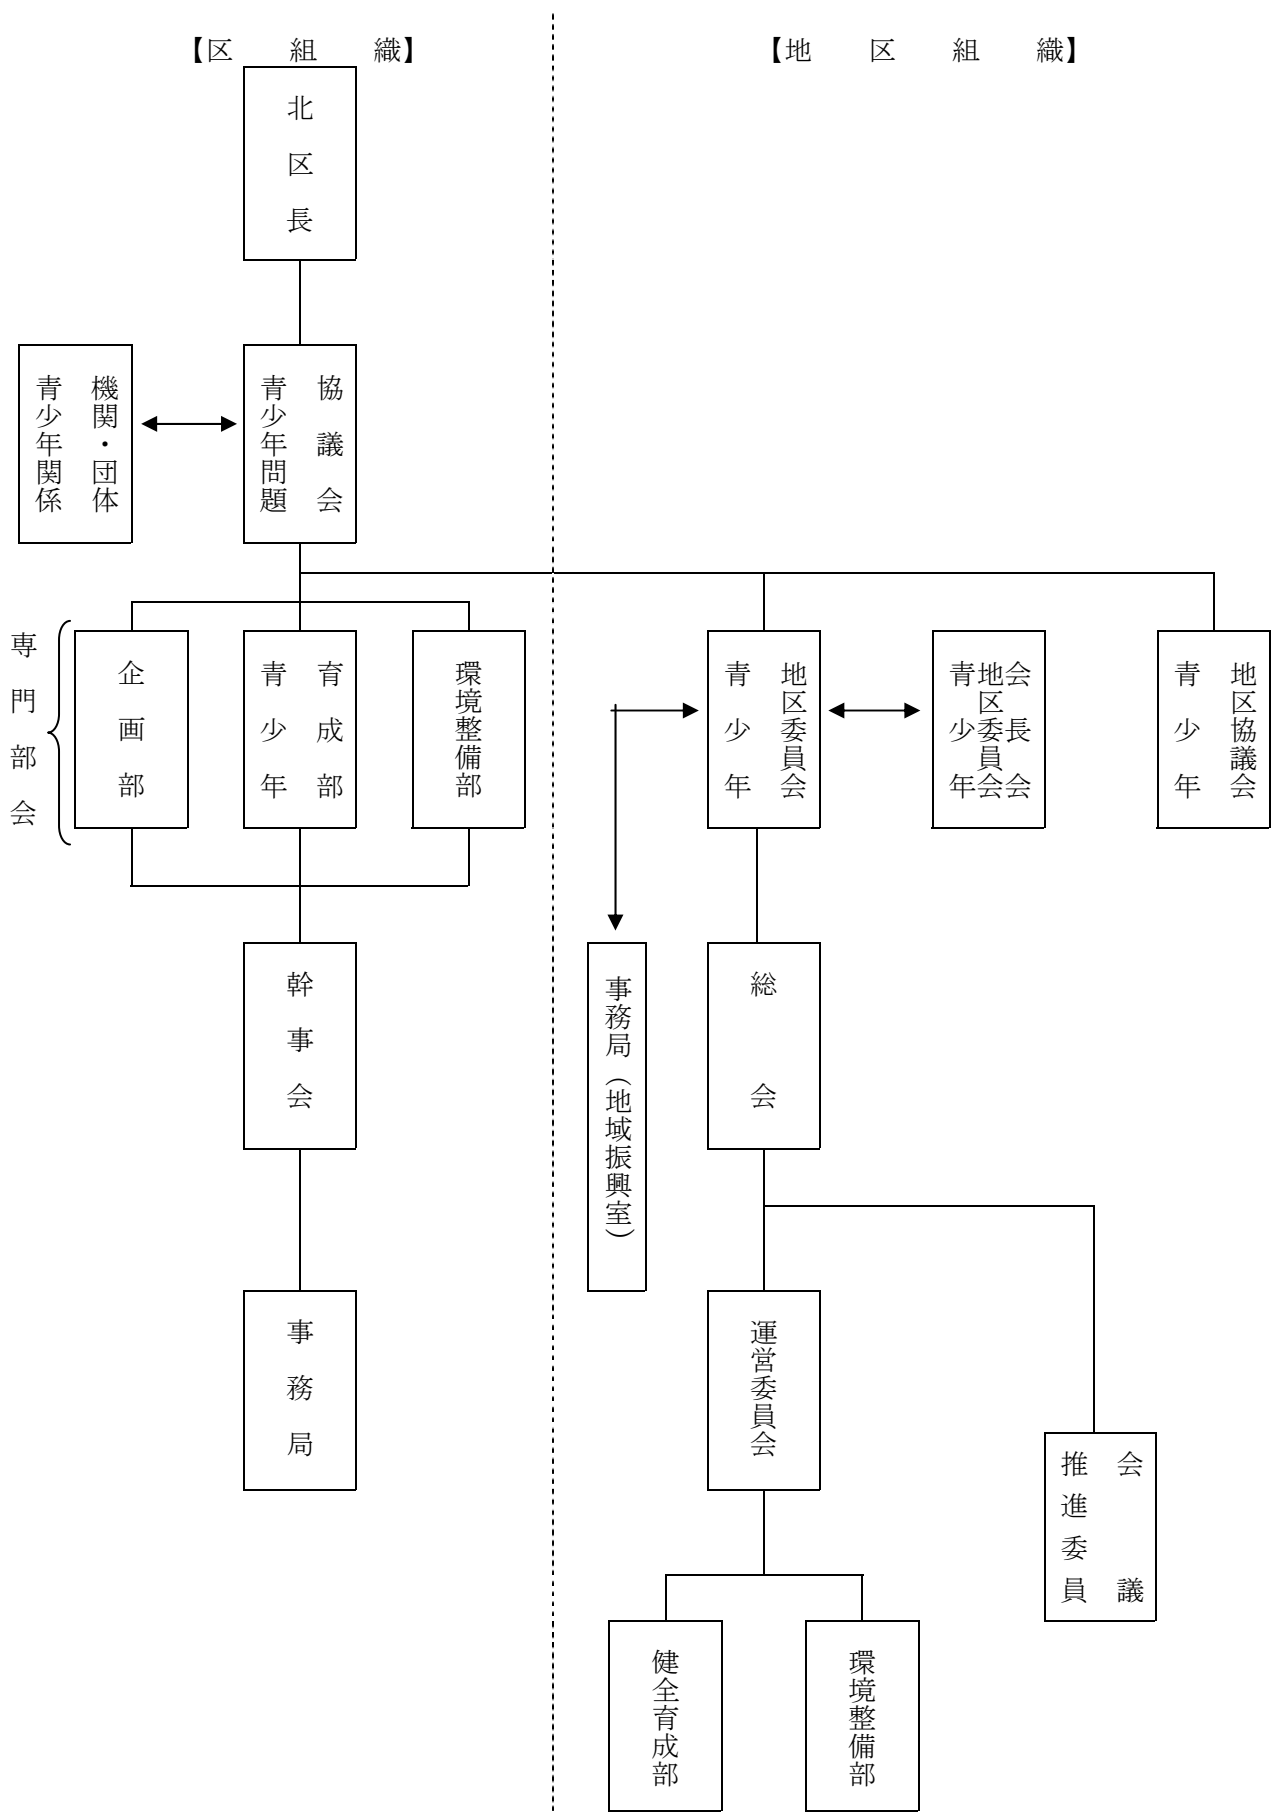 【区　組　織】
【地　区　組　織】
北区長
青少年関係
機関・団体
青少年問題
協議会
専門部会
企画部
青少年
育成部
環境整備部
青少年
地区委員会
青少年
地区委員会
会長会
青少年
地区協議会
幹事会
事務局（地域振興室）
総会
事務局
運営委員会
推進委員
会議
健全育成部
環境整備部